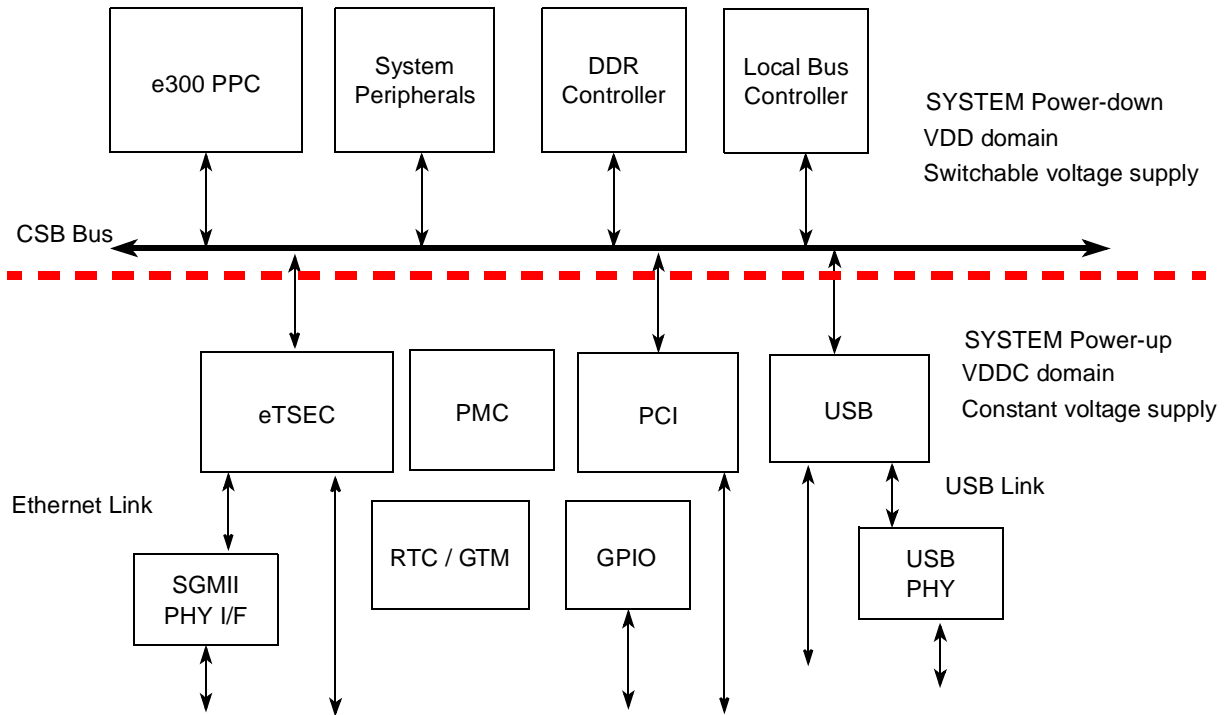 e300 PPC
System
Peripherals
DDR
Controller
Local Bus
Controller
SYSTEM Power-down
VDD domain
Switchable voltage supply
CSB Bus
SYSTEM Power-up
VDDC domain
Constant voltage supply
eTSEC
PMC
PCI
USB
Ethernet Link
USB Link
RTC / GTM
GPIO
SGMII
PHY I/F
USB
PHY